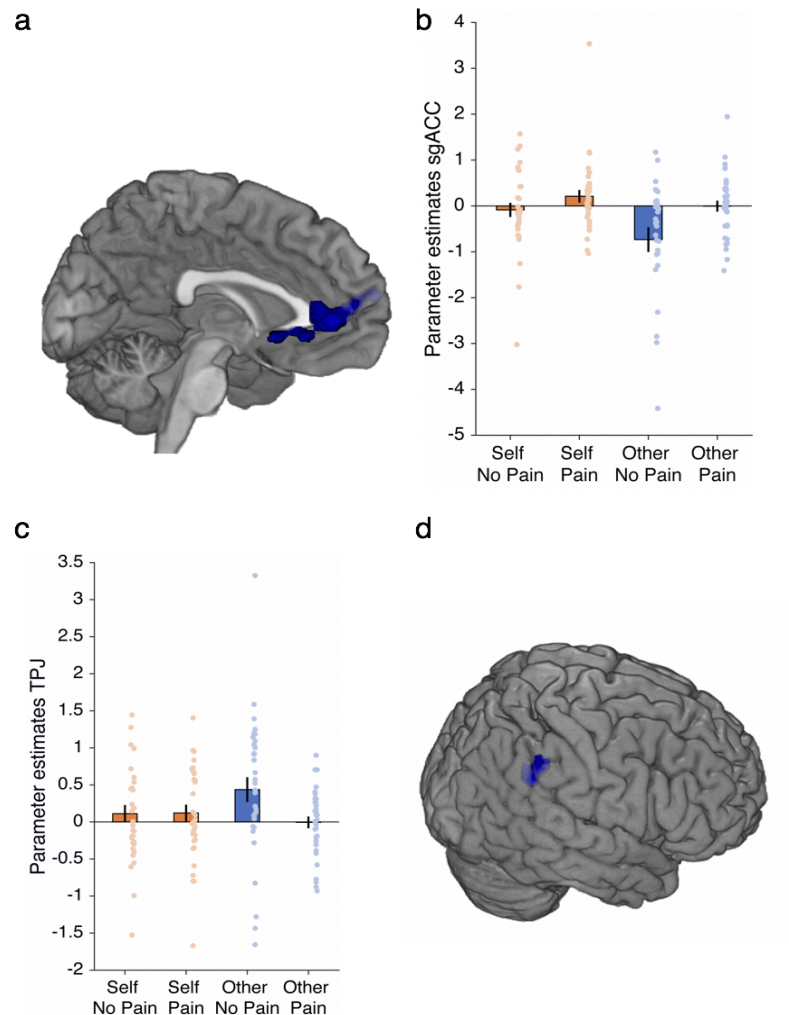 a
b
Parameter estimates sgACC
4
3
2
1
0
-1
-2
-3
-4
-5
Self
No Pain
Self
Pain
Other
No Pain
Other
Pain
c
Parameter estimates TPJ
3.5
3
2.5
2
1.5
1
0.5
0
-0.5
-1
-1.5
-2
Self
No Pain
Self
Pain
Other
No Pain
Other
Pain
d